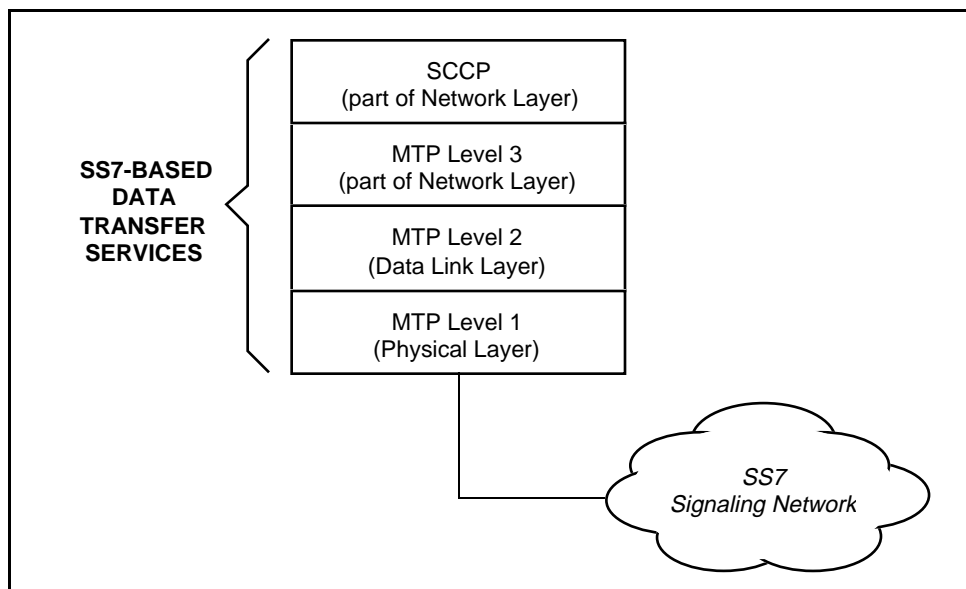 SCCP
(part of Network Layer)
MTP Level 3
(part of Network Layer)
SS7-BASED
DATA
TRANSFER
SERVICES
MTP Level 2
(Data Link Layer)
MTP Level 1
(Physical Layer)
SS7
Signaling Network